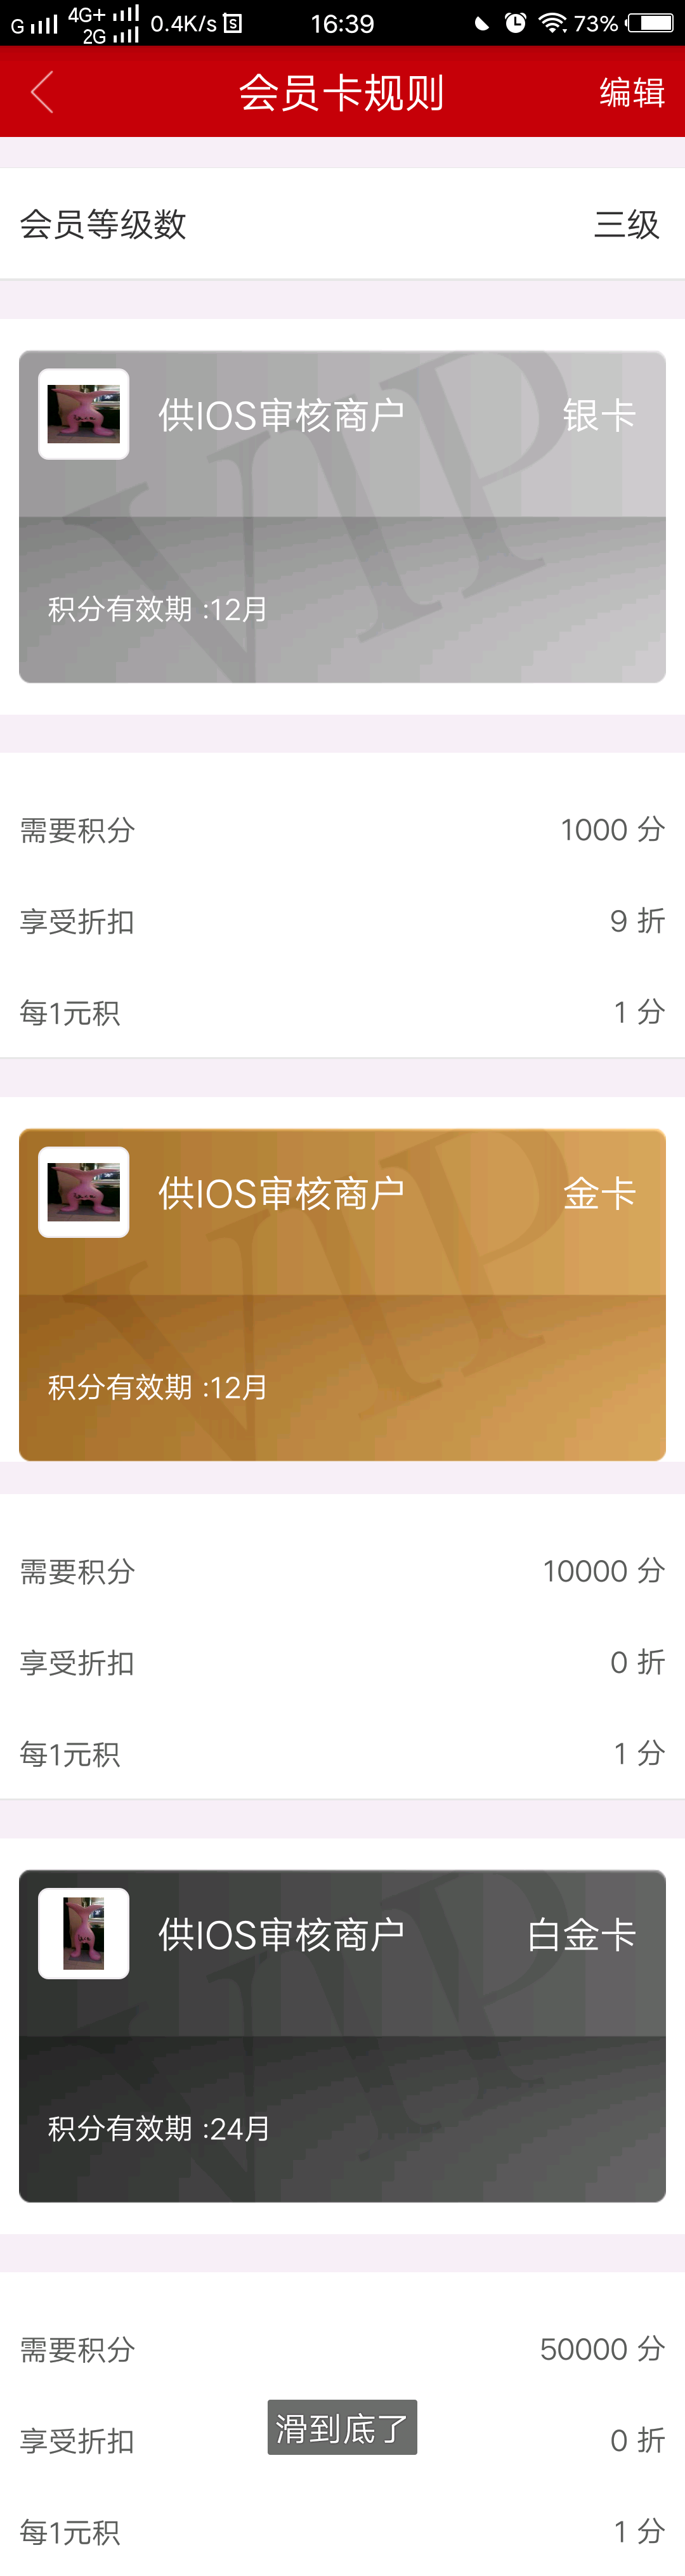 G 4G+ 2G 0.4K/s 16:39 73%
会员卡规则 编辑
会员等级数 三级
供IOS审核商户 银卡
积分有效期 :12月
需要积分 1000 分
享受折扣 9 折
每1元积 1 分
供IOS审核商户 金卡
积分有效期 :12月
需要积分 10000 分
享受折扣 0 折
每1元积 1 分
供IOS审核商户 白金卡
积分有效期 :24月
需要积分 50000 分
滑到底了
享受折扣 0 折
每1元积 1 分
VIP
VIP
VIP